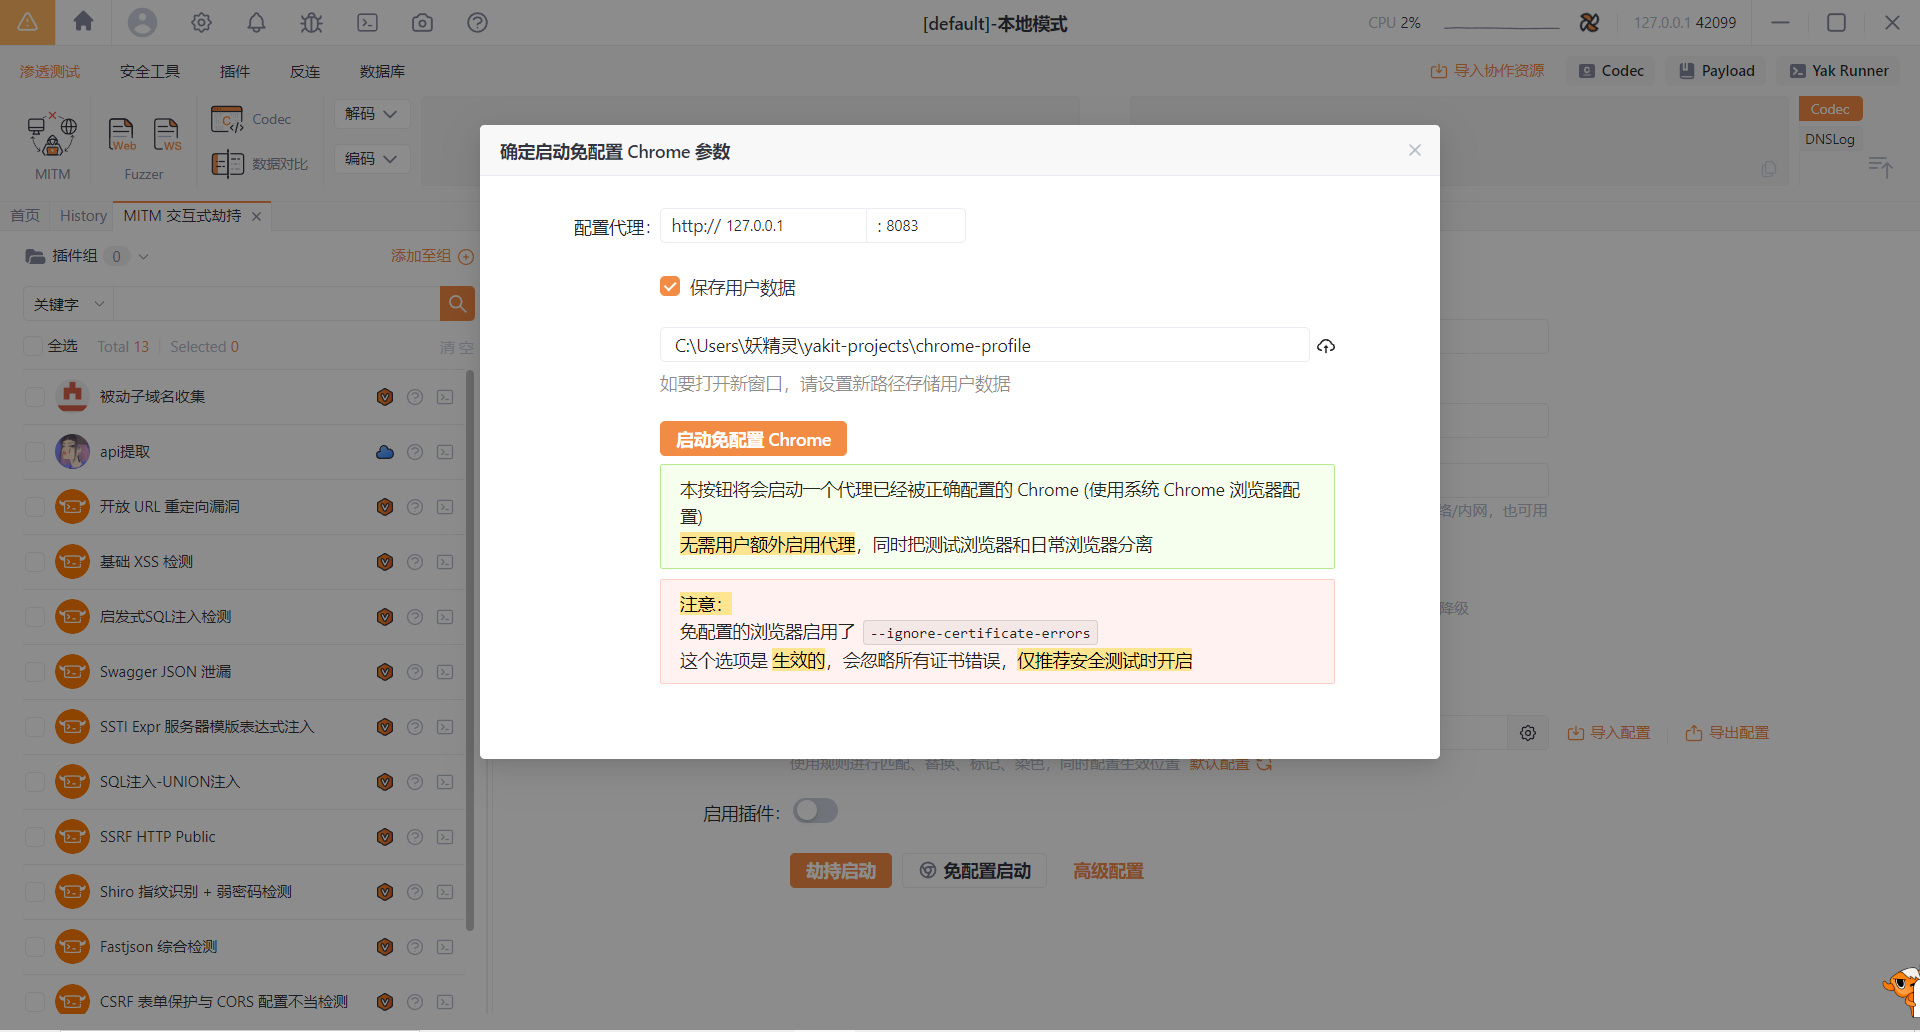 [default]-本地模式
CPU 2%
127.0.0.1 42099
渗透测试
安全工具
插件
反连
数据库
导入协作资源
Codec
Payload
Yak Runner
MITM
Web
WS
Fuzzer
Codec
数据对比
解码
编码
Codec
DNSLog
首页
History
MITM 交互式劫持
插件组 0
添加至组
关键字
全选
Total 13
Selected 0
清空
被动子域名收集
api提取
开放 URL 重定向漏洞
基础 XSS 检测
启发式SQL注入检测
Swagger JSON 泄漏
SSTI Expr 服务器模版表达式注入
SQL注入-UNION注入
SSRF HTTP Public
Shiro 指纹识别 + 弱密码检测
Fastjson 综合检测
CSRF 表单保护与 CORS 配置不当检测
确定启动免配置 Chrome 参数
配置代理：
http:// 127.0.0.1
: 8083
保存用户数据
C:\Users\妖精灵\yakit-projects\chrome-profile
如要打开新窗口，请设置新路径存储用户数据
启动免配置 Chrome
本按钮将会启动一个代理已经被正确配置的 Chrome (使用系统 Chrome 浏览器配
置)
无需用户额外启用代理，同时把测试浏览器和日常浏览器分离
注意：
免配置的浏览器启用了 --ignore-certificate-errors
这个选项是 生效的，会忽略所有证书错误，仅推荐安全测试时开启
/内网，也可用
降级
导入配置
导出配置
使用规则进行匹配、替换、标记、染色，同时配置生效位置 默认配置
启用插件：
劫持启动
免配置启动
高级配置